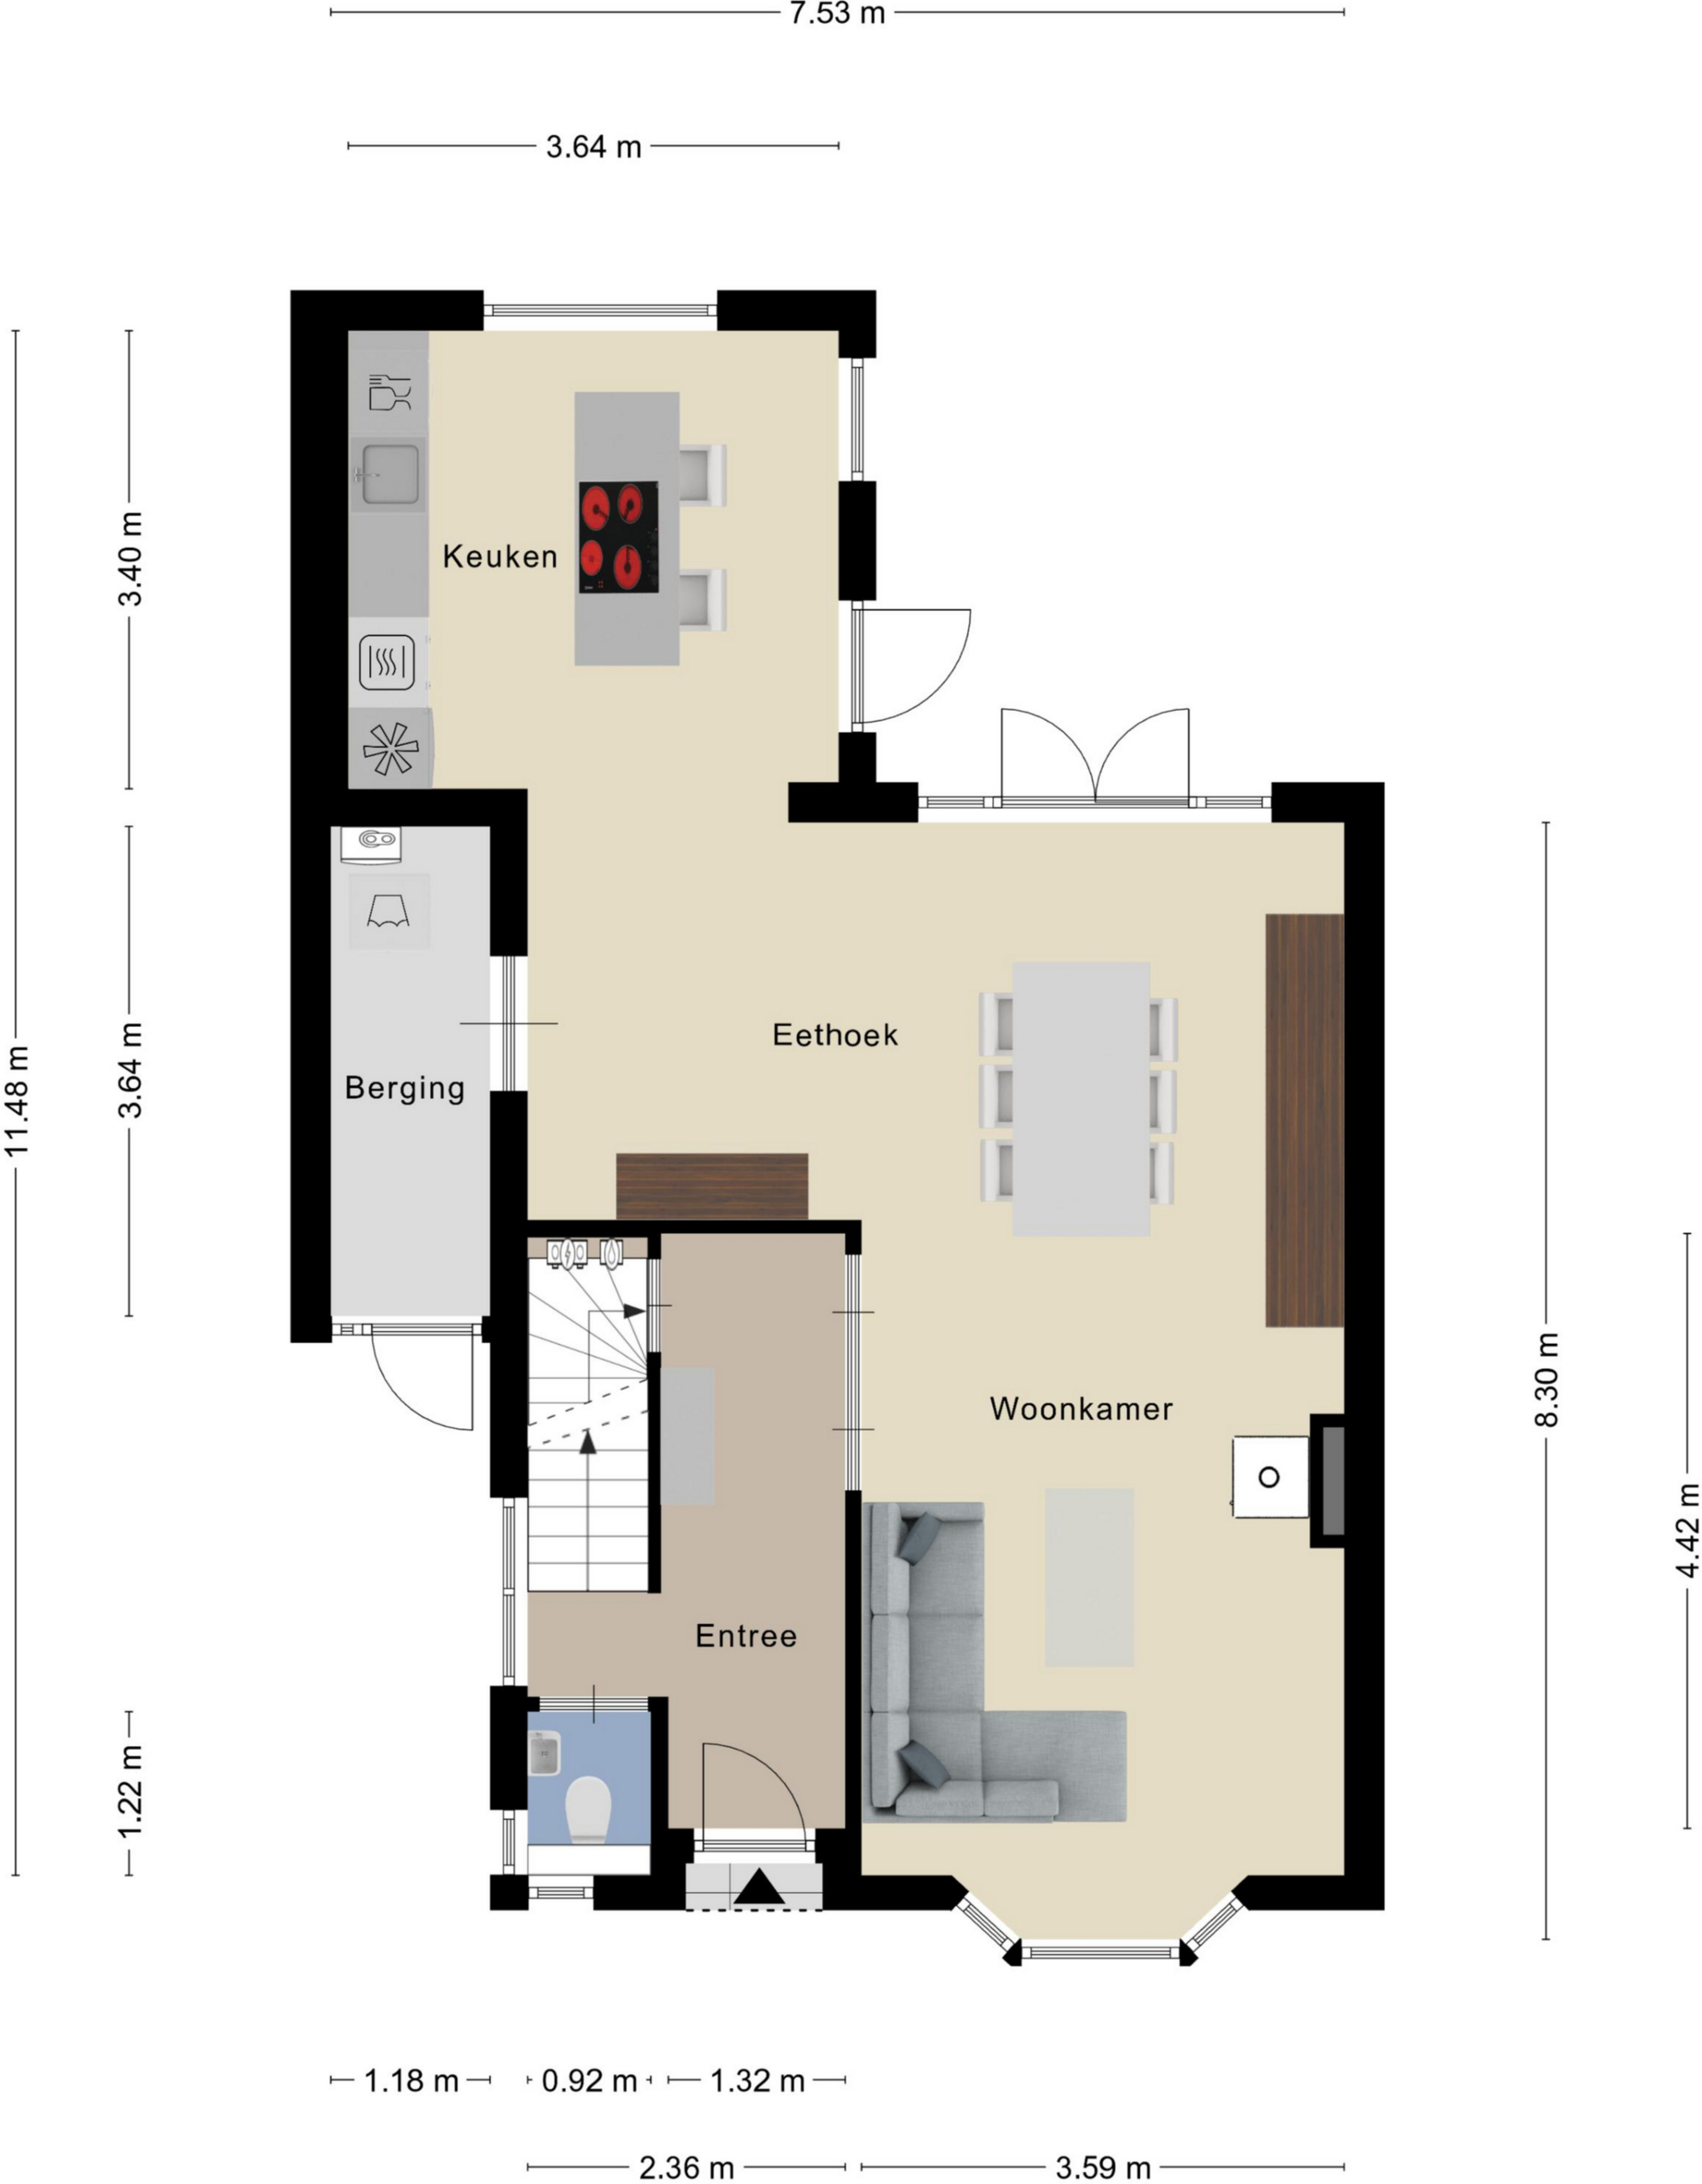 7.53 m
3.64 m
3.40 m
Keuken
11.48 m
3.64 m
Berging
Eethoek
8.30 m
Woonkamer
4.42 m
Entree
1.22 m
1.18 m
0.92 m
1.32 m
2.36 m
3.59 m